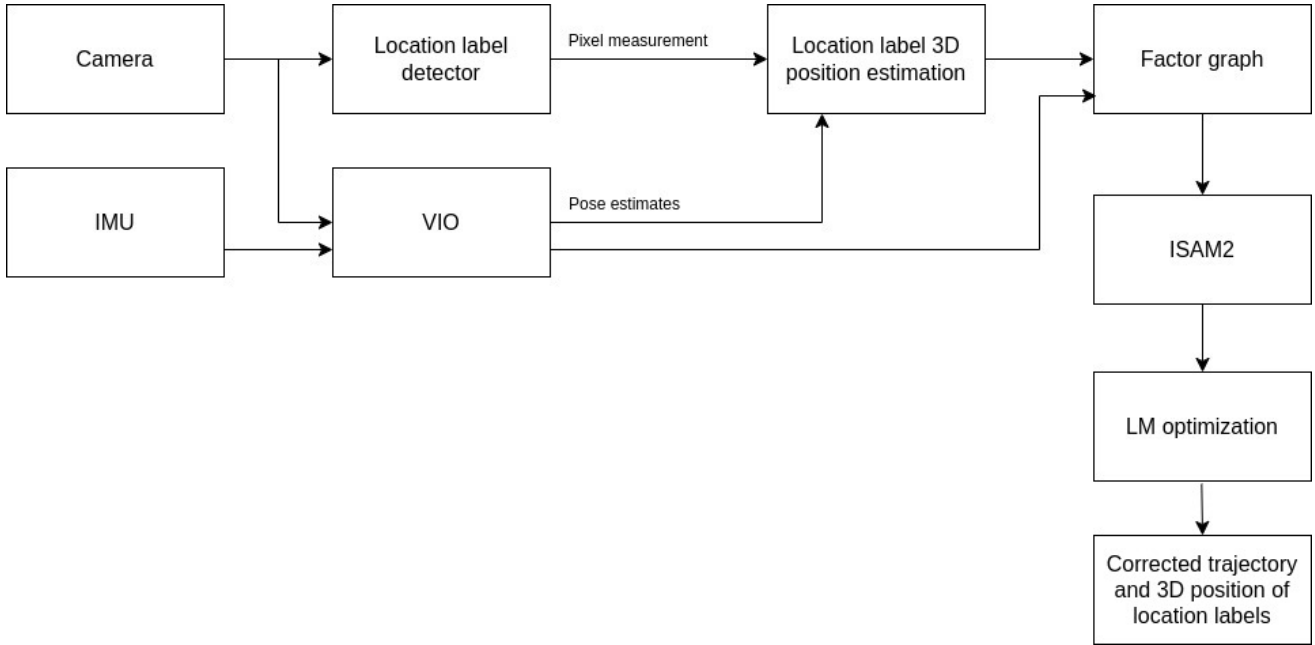 Camera
Location label
detector
Pixel measurement
Location label 3D
position estimation
Factor graph
IMU
VIO
Pose estimates
ISAM2
LM optimization
Corrected trajectory
and 3D position of
location labels